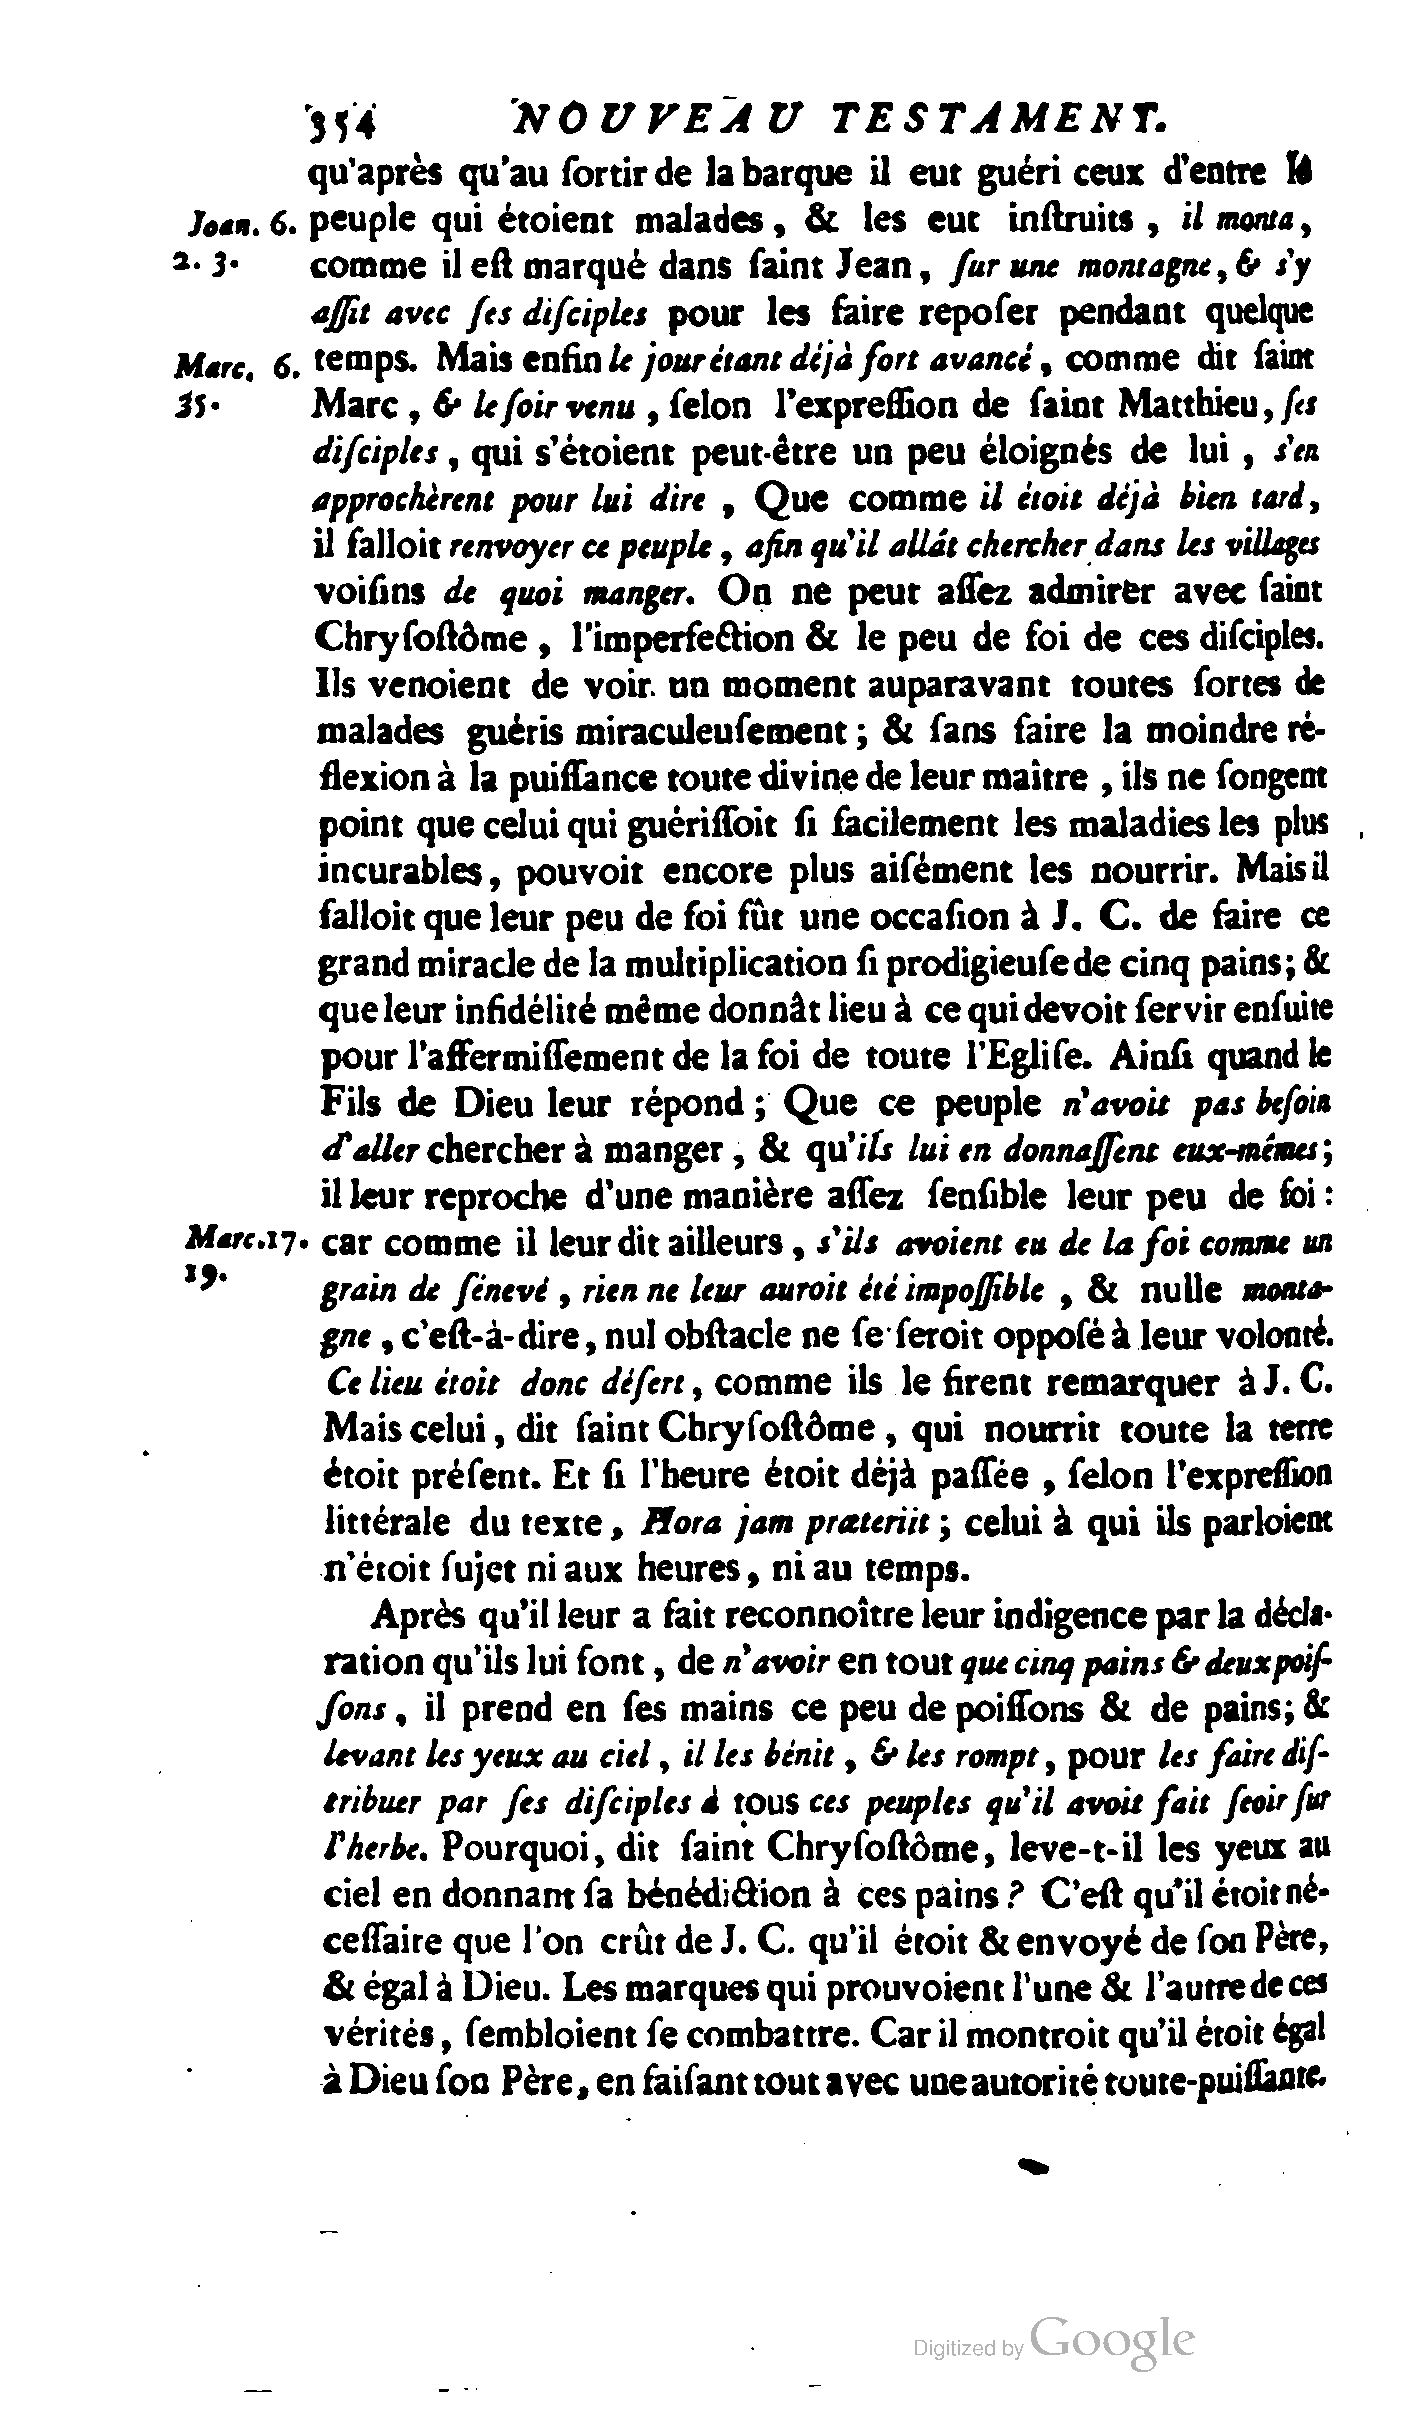 354 NOUVEAU TESTAMENT.
qu'après qu'au ſortir de la barque il eut guéri ceux d'entre le
Joan. 6. peuple qui étoient malades, & les eut inſtruits, il monta,
2. 3. comme il eſt marqué dans ſaint Jean, ſur une montagne, & s'y
aſſit avec ſes diſciples pour les faire repoſer pendant quelque
Marc. 6. temps. Mais enfin le jour étant déjà fort avancé, comme dit ſaint
35. Marc, & le ſoir venu, ſelon l'expreſſion de ſaint Matthieu, ſes
diſciples, qui s'étoient peut-être un peu éloignés de lui, s'en
approchèrent pour lui dire, Que comme il étoit déjà bien tard,
il falloit renvoyer ce peuple, afin qu'il allât chercher dans les villages
voiſins de quoi manger. On ne peut aſſez admirer avec ſaint
Chryſoſtôme, l'imperfection & le peu de foi de ces diſciples.
Ils venoient de voir un moment auparavant toutes ſortes de
malades guéris miraculeuſement; & ſans faire la moindre ré-
flexion à la puiſſance toute divine de leur maître, ils ne ſongent
point que celui qui guériſſoit ſi facilement les maladies les plus
incurables, pouvoit encore plus aiſément les nourrir. Mais il
falloit que leur peu de foi fût une occaſion à J. C. de faire ce
grand miracle de la multiplication ſi prodigieuſe de cinq pains; &
que leur infidélité même donnât lieu à ce qui devoit ſervir enſuite
pour l'affermiſſement de la foi de toute l'Egliſe. Ainſi quand le
Fils de Dieu leur répond; Que ce peuple n'avoit pas beſoin
d'aller chercher à manger, & qu'ils lui en donnaſſent eux-mêmes;
il leur reproche d'une manière aſſez ſenſible leur peu de foi:
Marc. 17. car comme il leur dit ailleurs, s'ils avoient eu de la foi comme un
19. grain de ſénevé, rien ne leur auroit été impoſſible, & nulle monta-
gne, c'eſt-à-dire, nul obſtacle ne ſe ſeroit oppoſé à leur volonté.
Ce lieu étoit donc déſert, comme ils le firent remarquer à J. C.
Mais celui, dit ſaint Chryſoſtôme, qui nourrit toute la terre
étoit préſent. Et ſi l'heure étoit déjà paſſée, ſelon l'expreſſion
littérale du texte, Hora jam præteriit; celui à qui ils parloient
n'étoit ſujet ni aux heures, ni au temps.
Après qu'il leur a fait reconnoître leur indigence par la décla-
ration qu'ils lui font, de n'avoir en tout que cinq pains & deux poiſ-
ſons, il prend en ſes mains ce peu de poiſſons & de pains; &
levant les yeux au ciel, il les bénit, & les rompt, pour les faire diſ-
tribuer par ſes diſciples à tous ces peuples qu'il avoit fait ſeoir ſur
l'herbe. Pourquoi, dit ſaint Chryſoſtôme, leve-t-il les yeux au
ciel en donnant ſa bénédiction à ces pains? C'eſt qu'il étoit né-
ceſſaire que l'on crût de J. C. qu'il étoit & envoyé de ſon Père,
& égal à Dieu. Les marques qui prouvoient l'une & l'autre de ces
vérités, ſembloient ſe combattre. Car il montroit qu'il étoit égal
à Dieu ſon Père, en faiſant tout avec une autorité toute-puiſſante.
Digitized by Google